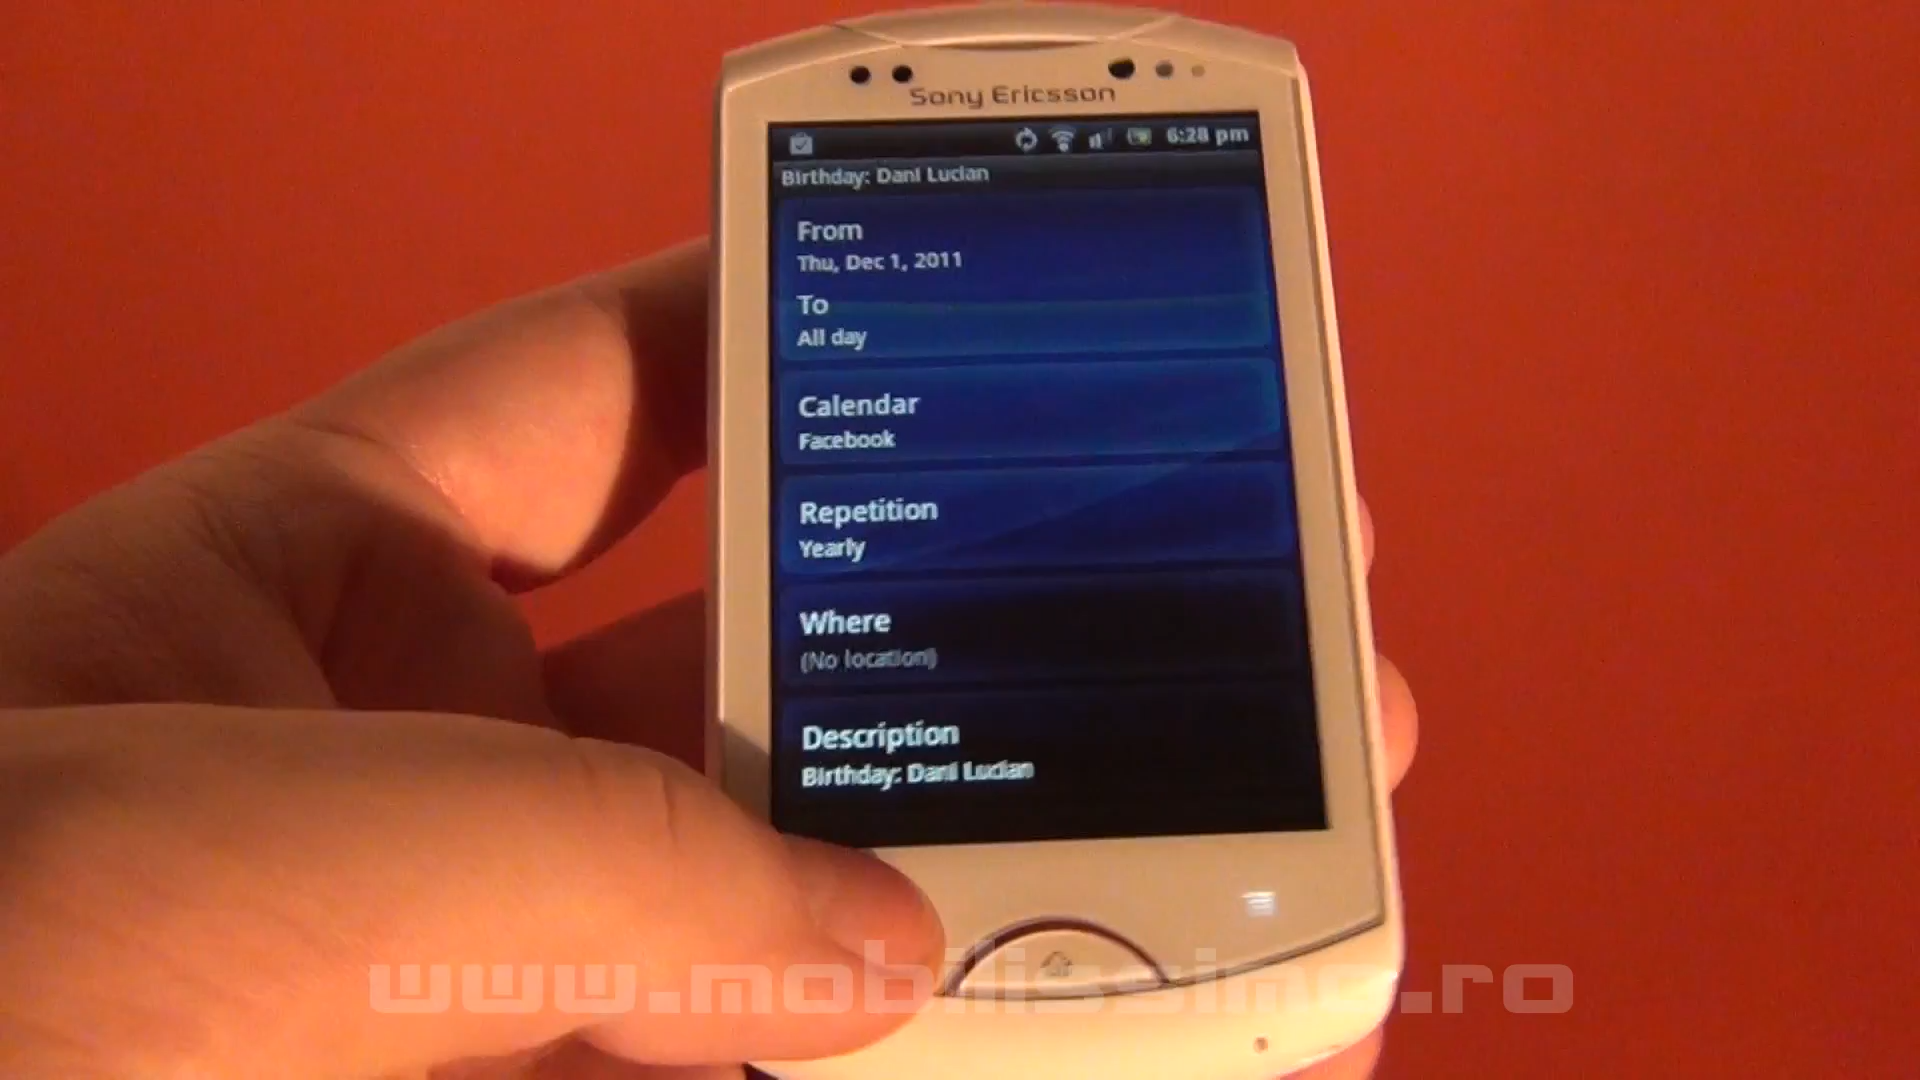 Sony Ericsson
6:28 pm
Birthday: Dani Lucian
From
Thu, Dec 1, 2011
To
All day
Calendar
Facebook
Repetition
Yearly
Where
(No location)
Description
Birthday: Dani Lucian
www.mobilissimo.ro